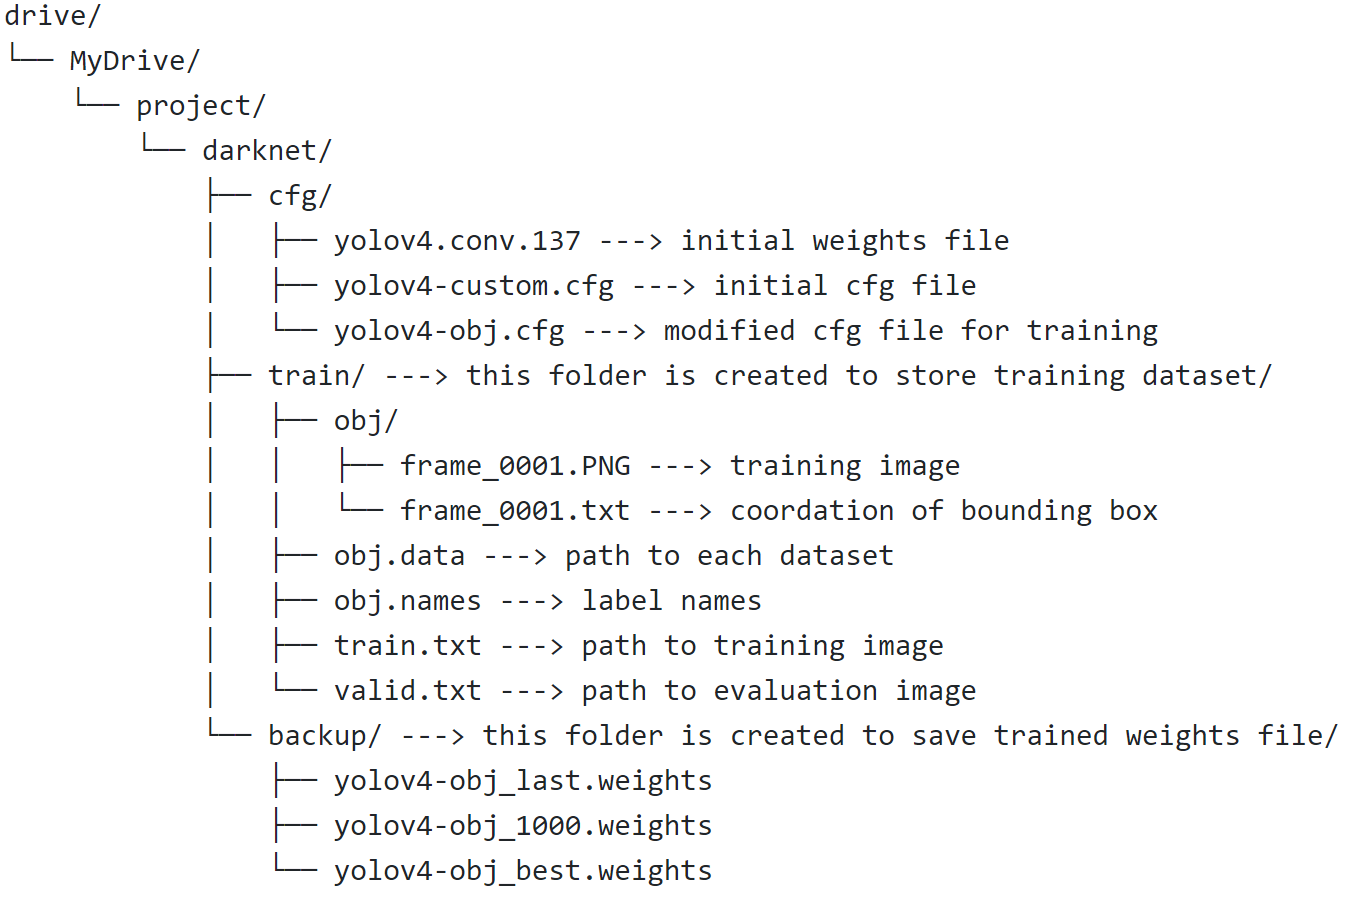 drive/
└── MyDrive/
    └── project/
        └── darknet/
            ├── cfg/
            │   ├── yolov4.conv.137 ---> initial weights file
            │   ├── yolov4-custom.cfg ---> initial cfg file
            │   └── yolov4-obj.cfg ---> modified cfg file for training
            ├── train/ ---> this folder is created to store training dataset/
            │   ├── obj/
            │   │   ├── frame_0001.PNG ---> training image
            │   │   └── frame_0001.txt ---> coordation of bounding box
            │   ├── obj.data ---> path to each dataset
            │   ├── obj.names ---> label names
            │   ├── train.txt ---> path to training image
            │   └── valid.txt ---> path to evaluation image
            └── backup/ ---> this folder is created to save trained weights file/
                ├── yolov4-obj_last.weights
                ├── yolov4-obj_1000.weights
                └── yolov4-obj_best.weights